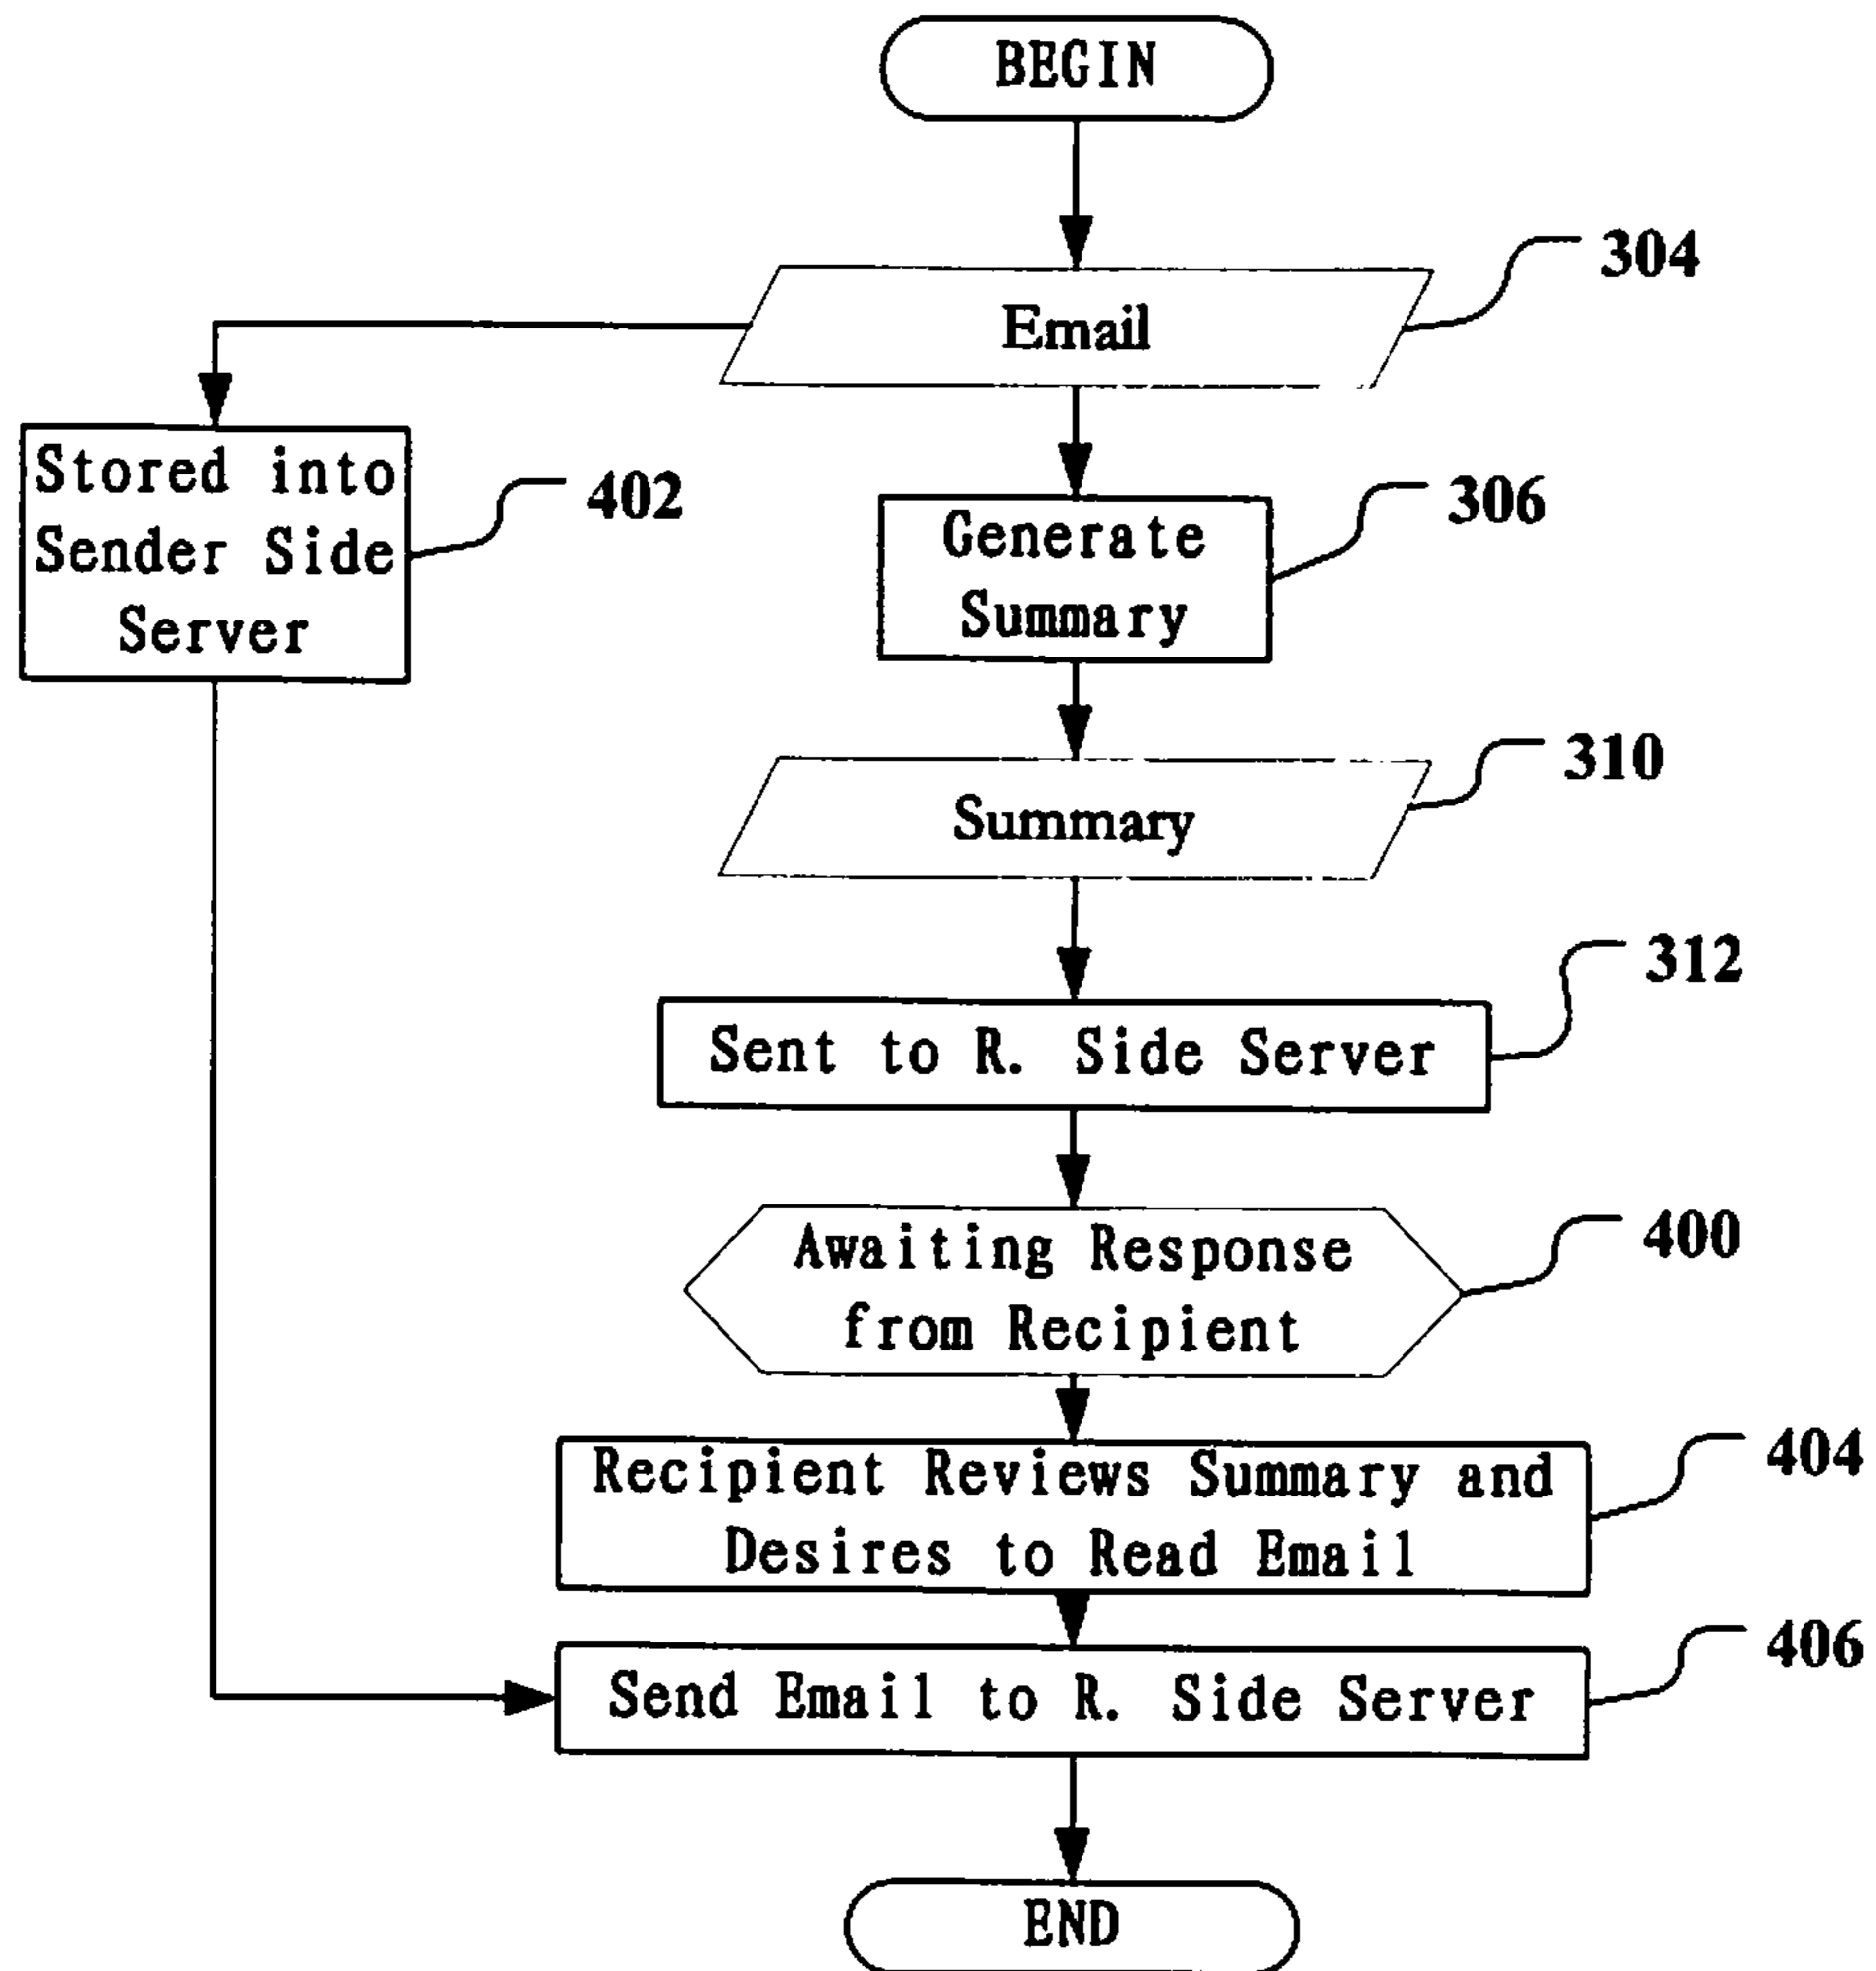 BEGIN
304
Email
Stored into
Sender Side
Server
402
306
Generate
Summary
310
Summary
312
Sent to R. Side Server
400
Awaiting Response
from Recipient
404
Recipient Reviews Summary and
Desires to Read Email
406
Send Email to R. Side Server
END